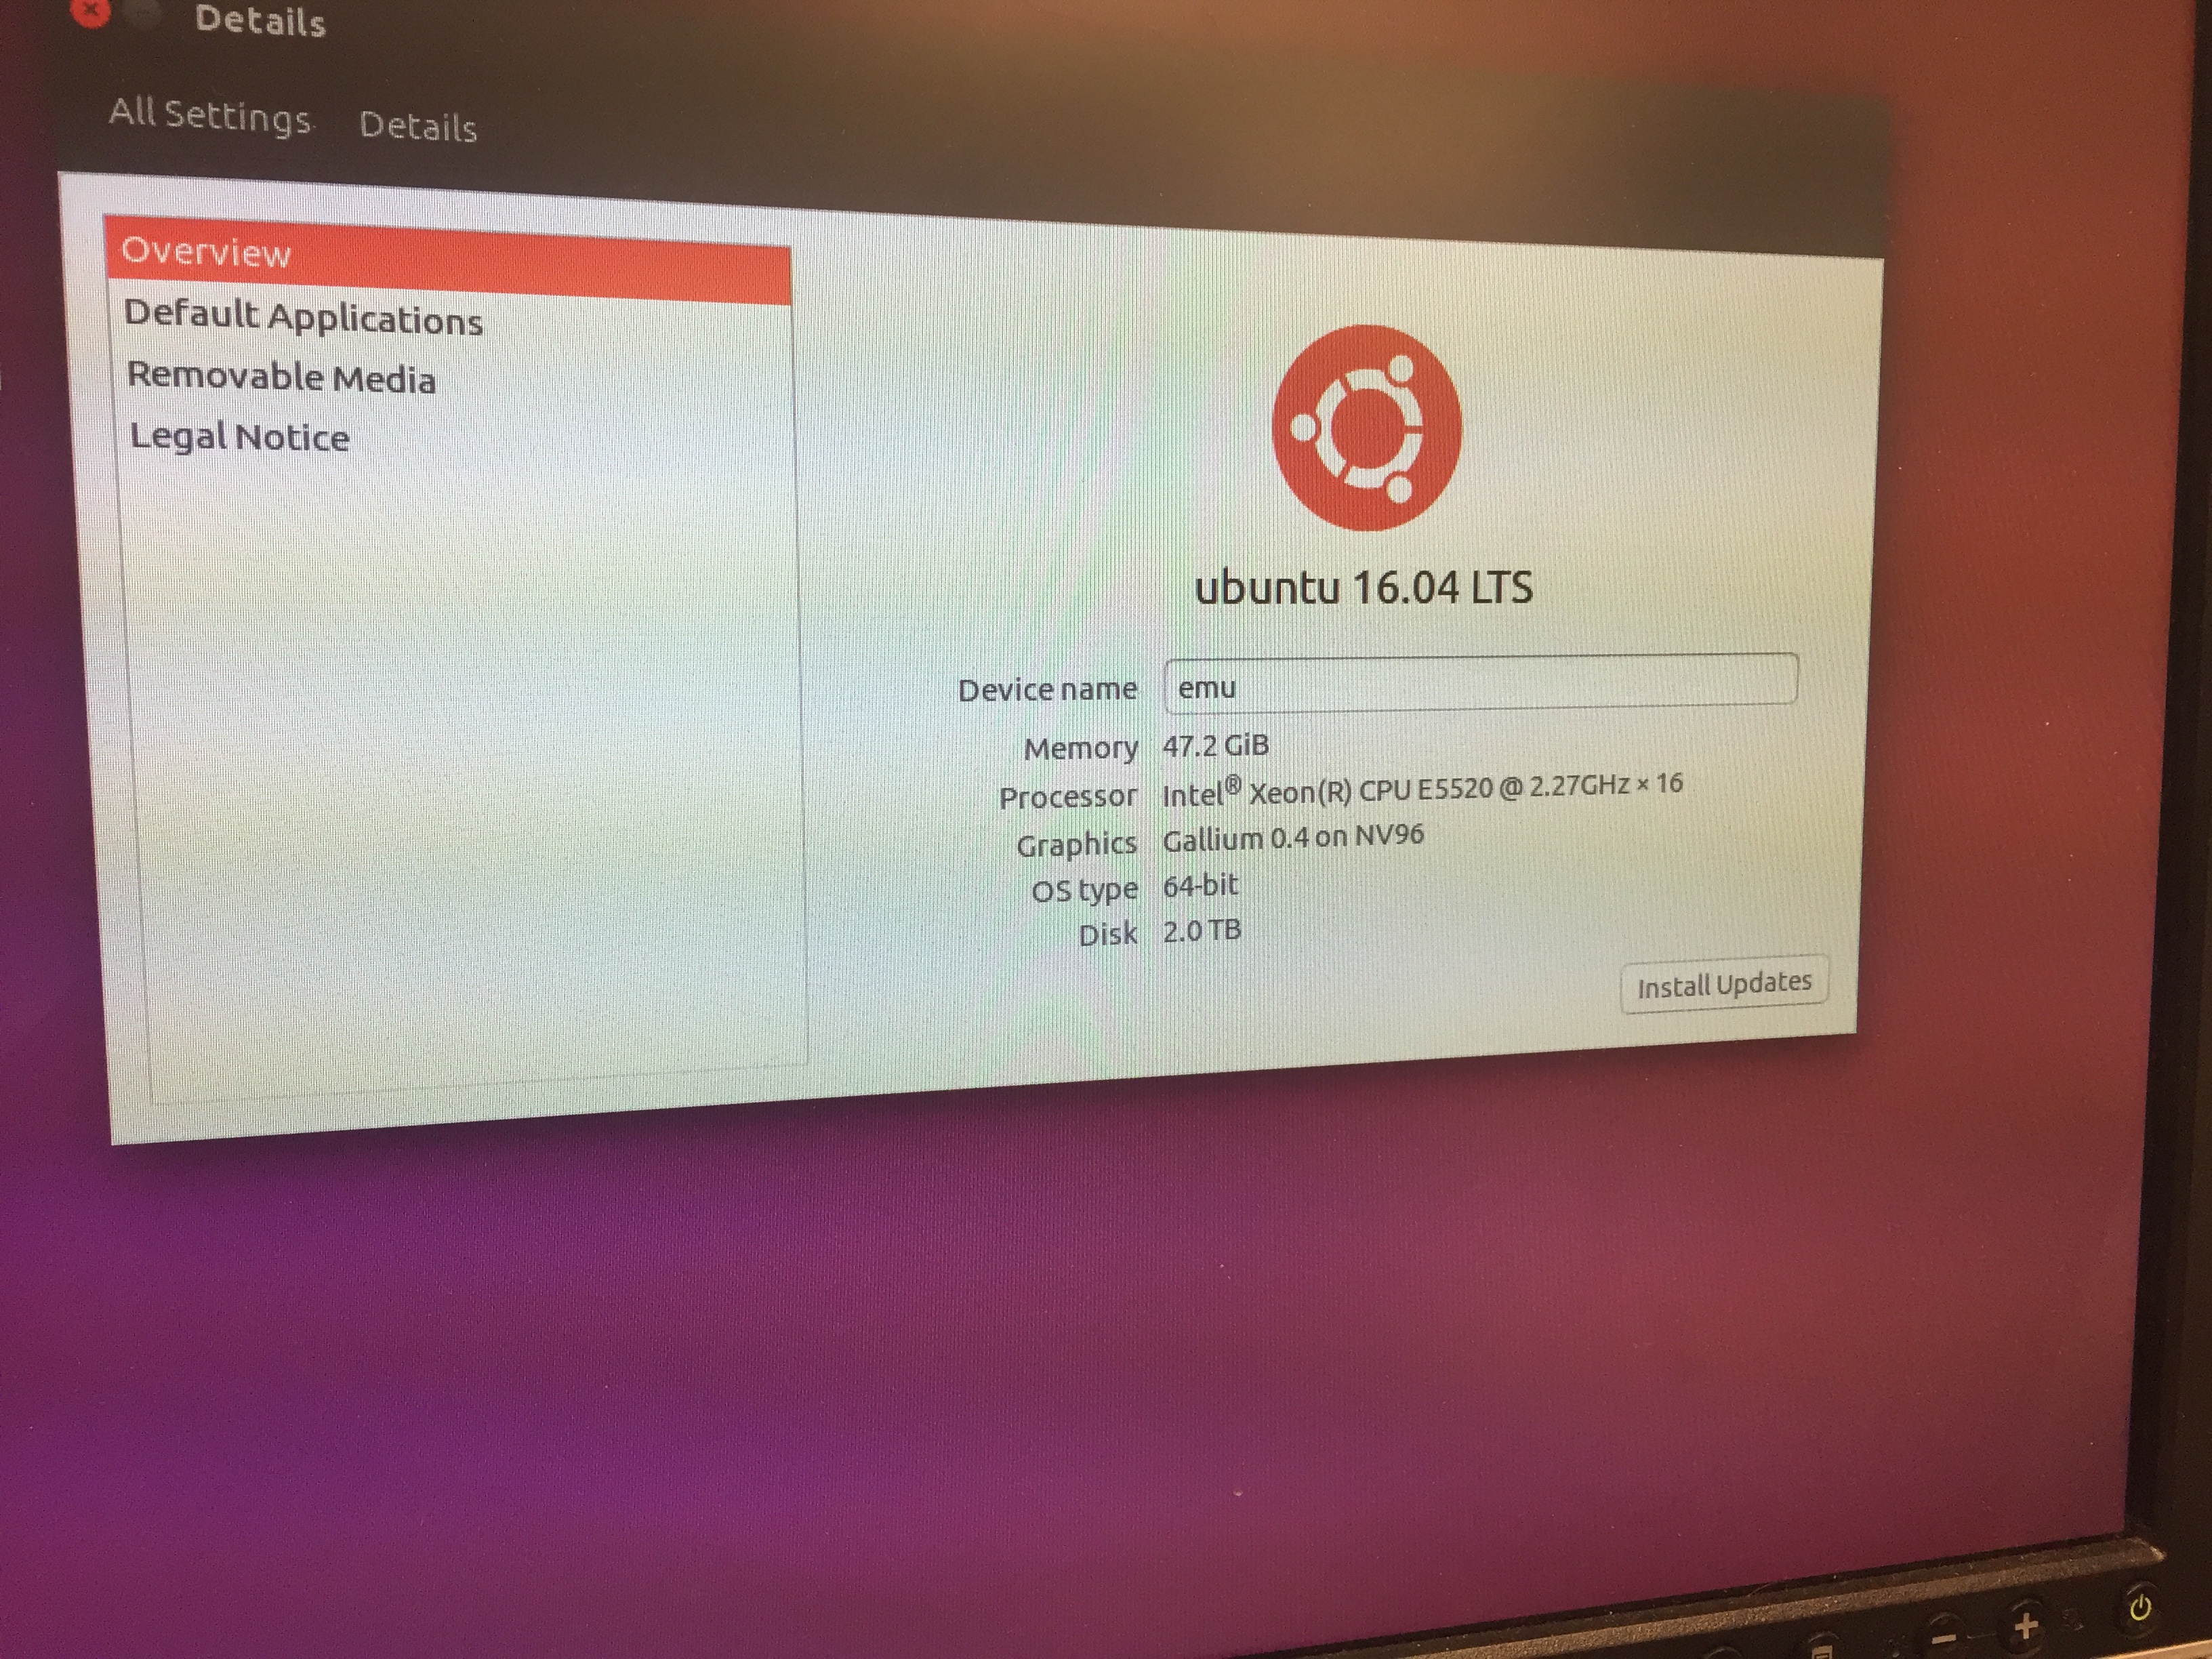 Details
All Settings Details
Overview
Default Applications
Removable Media
Legal Notice
ubuntu 16.04 LTS
Device name emu
Memory 47.2 GiB
Processor Intel® Xeon(R) CPU E5520 @ 2.27GHz × 16
Graphics Gallium 0.4 on NV96
OS type 64-bit
Disk 2.0 TB
Install Updates